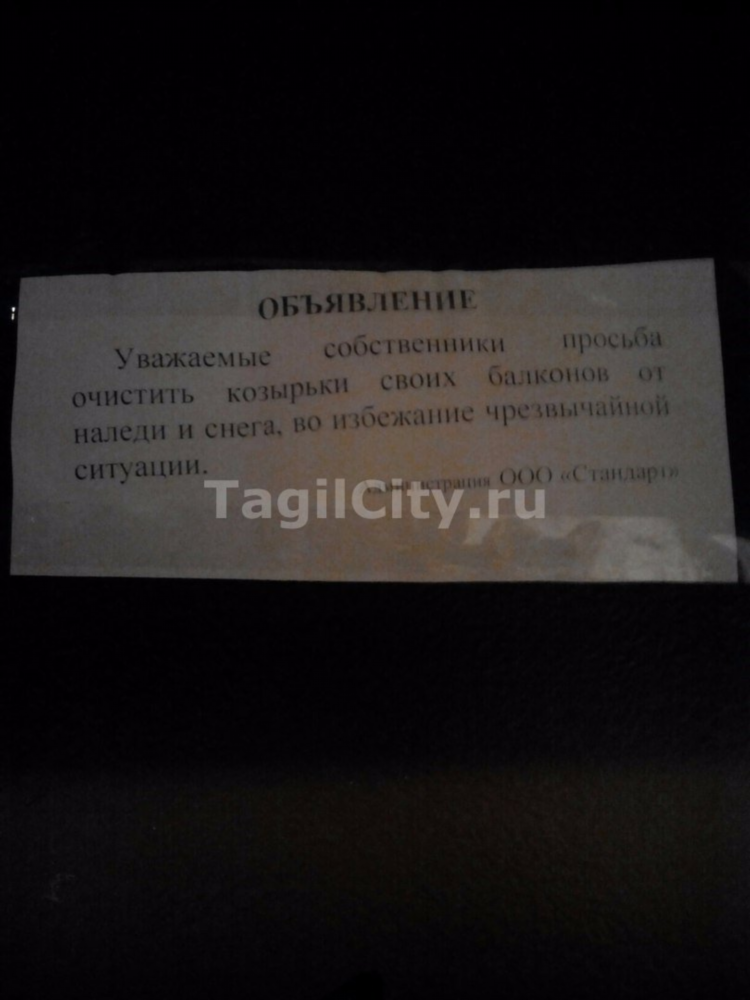 ОБЪЯВЛЕНИЕ
Уважаемые собственники просьба
очистить козырьки своих балконов от
наледи и снега, во избежание чрезвычайной
ситуации.
Администрация ООО «Стандарт»
TagilCity.ru